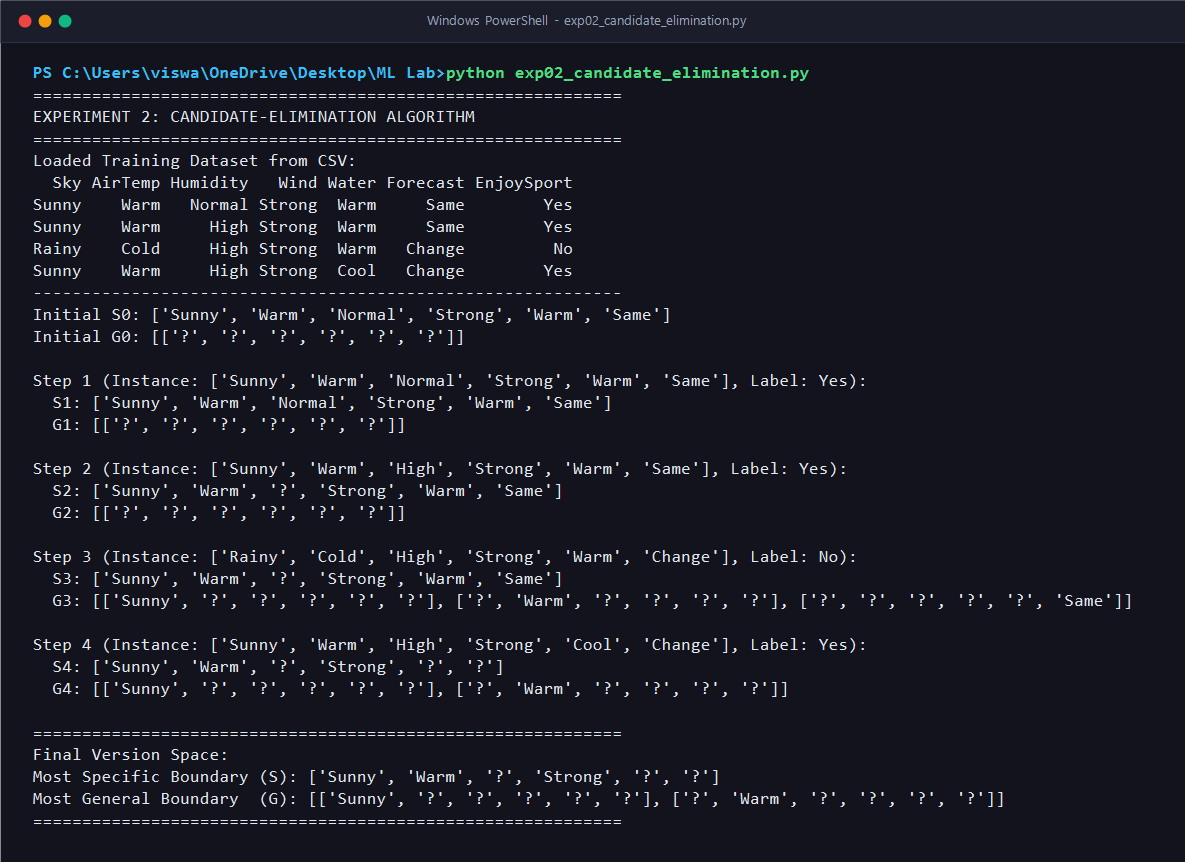 Windows PowerShell - exp02_candidate_elimination.py
PS C:\Users\viswa\OneDrive\Desktop\ML Lab>python exp02_candidate_elimination.py
============================================================
EXPERIMENT 2: CANDIDATE-ELIMINATION ALGORITHM
============================================================
Loaded Training Dataset from CSV:
  Sky AirTemp Humidity   Wind Water Forecast EnjoySport
Sunny    Warm   Normal Strong  Warm     Same        Yes
Sunny    Warm     High Strong  Warm     Same        Yes
Rainy    Cold     High Strong  Warm   Change         No
Sunny    Warm     High Strong  Cool   Change        Yes
------------------------------------------------------------
Initial S0: ['Sunny', 'Warm', 'Normal', 'Strong', 'Warm', 'Same']
Initial G0: [['?', '?', '?', '?', '?', '?']]

Step 1 (Instance: ['Sunny', 'Warm', 'Normal', 'Strong', 'Warm', 'Same'], Label: Yes):
  S1: ['Sunny', 'Warm', 'Normal', 'Strong', 'Warm', 'Same']
  G1: [['?', '?', '?', '?', '?', '?']]

Step 2 (Instance: ['Sunny', 'Warm', 'High', 'Strong', 'Warm', 'Same'], Label: Yes):
  S2: ['Sunny', 'Warm', '?', 'Strong', 'Warm', 'Same']
  G2: [['?', '?', '?', '?', '?', '?']]

Step 3 (Instance: ['Rainy', 'Cold', 'High', 'Strong', 'Warm', 'Change'], Label: No):
  S3: ['Sunny', 'Warm', '?', 'Strong', 'Warm', 'Same']
  G3: [['Sunny', '?', '?', '?', '?', '?'], ['?', 'Warm', '?', '?', '?', '?'], ['?', '?', '?', '?', '?', 'Same']]

Step 4 (Instance: ['Sunny', 'Warm', 'High', 'Strong', 'Cool', 'Change'], Label: Yes):
  S4: ['Sunny', 'Warm', '?', 'Strong', '?', '?']
  G4: [['Sunny', '?', '?', '?', '?', '?'], ['?', 'Warm', '?', '?', '?', '?']]

============================================================
Final Version Space:
Most Specific Boundary (S): ['Sunny', 'Warm', '?', 'Strong', '?', '?']
Most General Boundary  (G): [['Sunny', '?', '?', '?', '?', '?'], ['?', 'Warm', '?', '?', '?', '?']]
============================================================